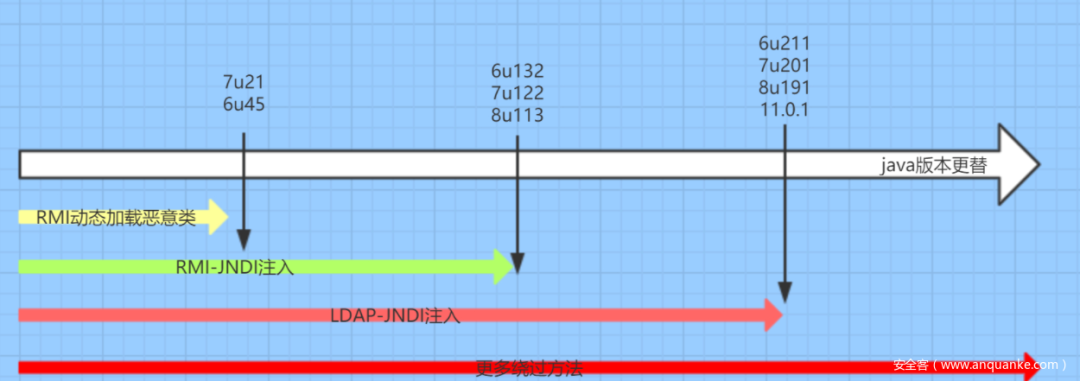 7u21
6u45
6u132
7u122
8u113
6u211
7u201
8u191
11.0.1
java版本更替
RMI动态加载恶意类
RMI-JNDI注入
LDAP-JNDI注入
更多绕过方法
安全客（www.anquanke.com）